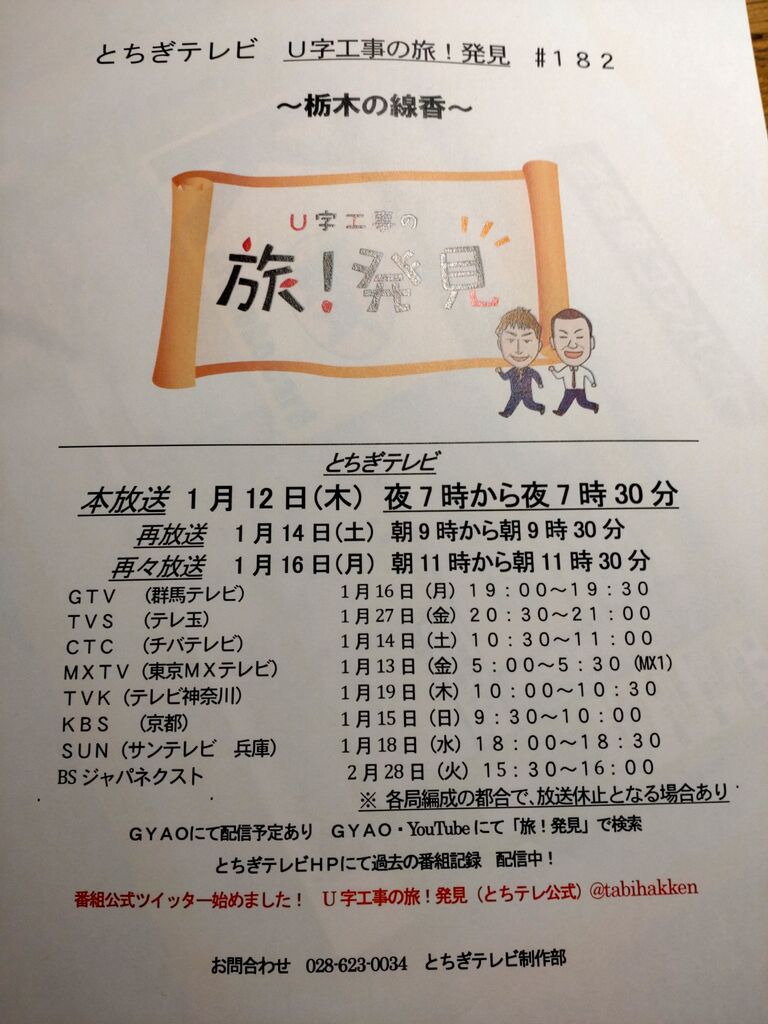 とちぎテレビ　U字工事の旅！発見　#１８２
～栃木の線香～
U字工事の
旅！発見
とちぎテレビ
本放送　１月12日(木)　夜７時から夜７時30分
再放送　１月14日(土)　朝９時から朝９時30分
再々放送　１月16日(月)　朝11時から朝11時30分
ＧＴＶ　（群馬テレビ）　１月16日（月）１９：００～１９：３０
ＴＶＳ　（テレ玉）　１月27日（金）２０：３０～２１：００
ＣＴＣ　（チバテレビ）　１月14日（土）１０：３０～１１：００
ＭＸＴＶ（東京ＭＸテレビ）　１月13日（金）５：００～５：３０（MX1）
ＴＶＫ（テレビ神奈川）　１月19日（木）１０：００～１０：３０
ＫＢＳ　（京都）　１月15日（日）９：３０～１０：００
ＳＵＮ（サンテレビ　兵庫）　１月18日（水）１８：００～１８：３０
BSジャパネクスト　２月28日（火）15：３０～16：００
※ 各局編成の都合で、放送休止となる場合あり
ＧＹＡＯにて配信予定あり　ＧＹＡＯ・YouTubeにて「旅！発見」で検索
とちぎテレビＨＰにて過去の番組記録　配信中！
番組公式ツイッター始めました！　U字工事の旅！発見（とちテレ公式）@tabihakken
お問合わせ　028-623-0034　とちぎテレビ制作部